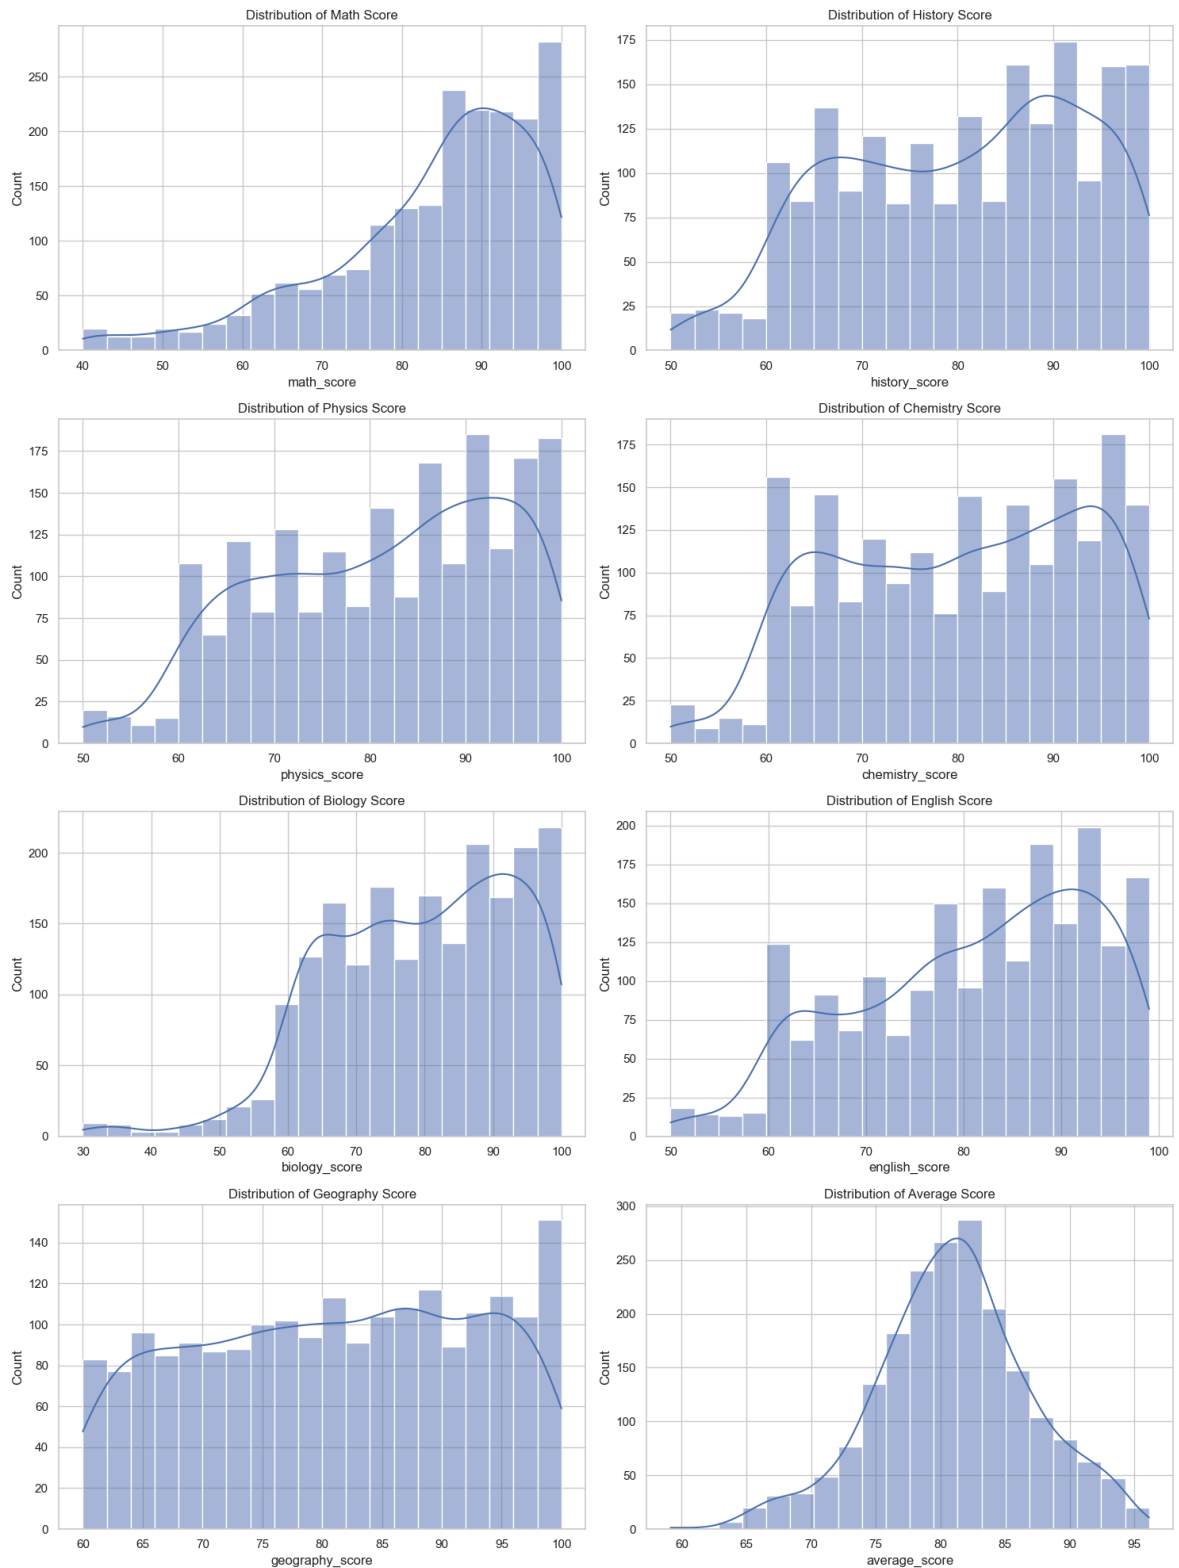 Distribution of Math Score
Count
250
200
150
100
50
0
40 50 60 70 80 90 100
math_score
Distribution of History Score
Count
175
150
125
100
75
50
25
0
50 60 70 80 90 100
history_score
Distribution of Physics Score
Count
175
150
125
100
75
50
25
0
50 60 70 80 90 100
physics_score
Distribution of Chemistry Score
Count
175
150
125
100
75
50
25
0
50 60 70 80 90 100
chemistry_score
Distribution of Biology Score
Count
200
150
100
50
0
30 40 50 60 70 80 90 100
biology_score
Distribution of English Score
Count
200
175
150
125
100
75
50
25
0
50 60 70 80 90 100
english_score
Distribution of Geography Score
Count
140
120
100
80
60
40
20
0
60 65 70 75 80 85 90 95 100
geography_score
Distribution of Average Score
Count
300
250
200
150
100
50
0
60 65 70 75 80 85 90 95
average_score